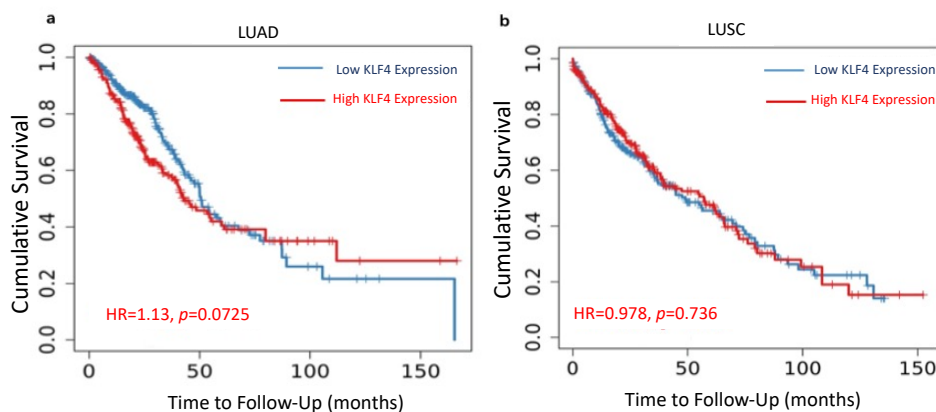 a
LUAD
Cumulative Survival
1.0
0.8
0.6
0.4
0.2
0.0
Low KLF4 Expression
High KLF4 Expression
HR=1.13, p=0.0725
0 50 100 150
Time to Follow-Up (months)
b
LUSC
Cumulative Survival
1.0
0.8
0.6
0.4
0.2
0.0
Low KLF4 Expression
High KLF4 Expression
HR=0.978, p=0.736
0 50 100 150
Time to Follow-Up (months)